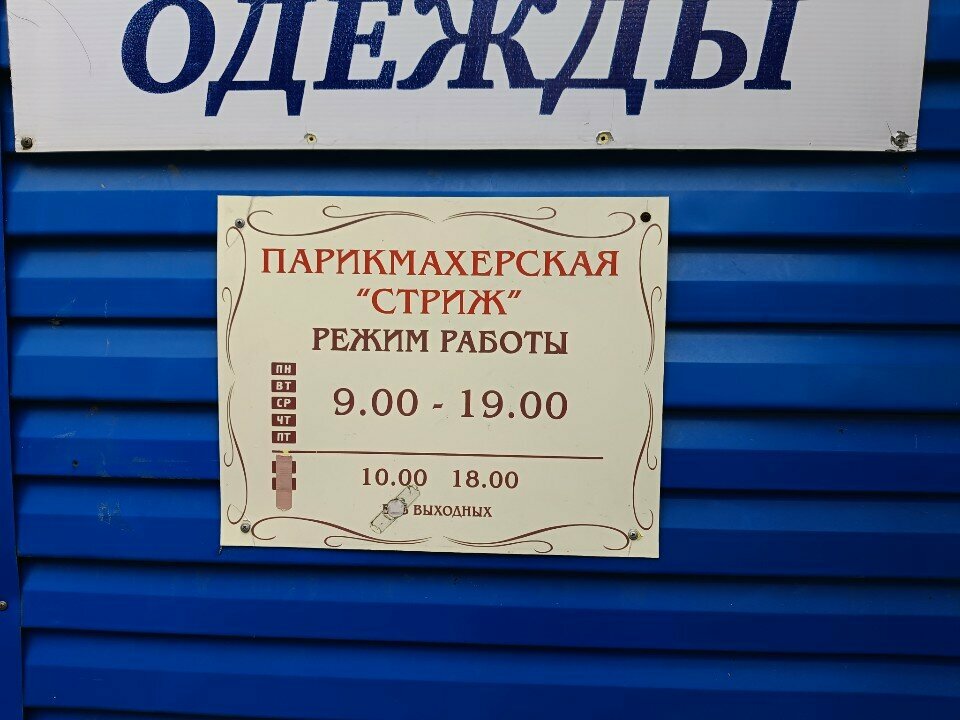 ОДЕЖДЫ
ПАРИКМАХЕРСКАЯ
"СТРИЖ"
РЕЖИМ РАБОТЫ
ПН
ВТ
СР
ЧТ
ПТ
9.00 - 19.00
10.00 18.00
ВЫХОДНЫХ